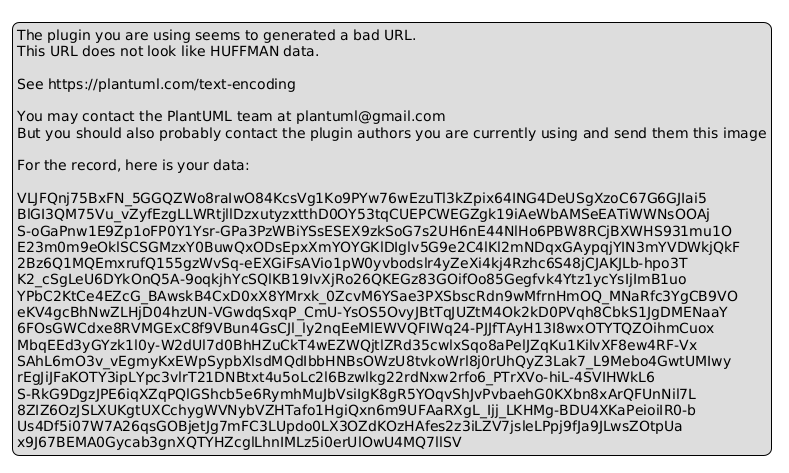 The plugin you are using seems to generated a bad URL.
This URL does not look like HUFFMAN data.
See https://plantuml.com/text-encoding
You may contact the PlantUML team at plantuml@gmail.com
But you should also probably contact the plugin authors you are currently using and send them this image
For the record, here is your data:
VLJFQnj75BxFN_5GGQZWo8raIwO84KcsVg1Ko9PYw76wEzuTl3kZpix64ING4DeUSgXzoC67G6GJIai5
BlGI3QM75Vu_vZyfEzgLLWRtjllDzxutyzxtthD0OY53tqCUEPCWEGZgk19iAeWbAMSeEATiWWNsOOAj
S-oGaPnw1E9Zp1oFP0Y1Ysr-GPa3PzWBiYSsESEX9zkSoG7s2UH6nE44NlHo6PBW8RCjBXWHS931mu1O
E23m0m9eOklSCSGMzxY0BuwQxODsEpxXmYOYGKlDIglv5G9e2C4lKl2mNDqxGAypqjYIN3mYVDWkjQkF
2Bz6Q1MQEmxrufQ155gzWvSq-eEXGiFsAVio1pW0yvbodslr4yZeXi4kj4Rzhc6S48jCJAKJLb-hpo3T
K2_cSgLeU6DYkOnQ5A-9oqkjhYcSQlKB19IvXjRo26QKEGz83GOifOo85Gegfvk4Ytz1ycYsIjImB1uo
YPbC2KtCe4EZcG_BAwskB4CxD0xX8YMrxk_0ZcvM6YSae3PXSbscRdn9wMfrnHmOQ_MNaRfc3YgCB9VO
eKV4gcBhNwZLHjD04hzUN-VGwdqSxqP_CmU-YsOS5OvyJBtTqJUZtM4Ok2kD0PVqh8CbkS1JgDMENaaY
6FOsGWCdxe8RVMGExC8f9VBun4GsCJl_ly2nqEeMlEWVQFIWq24-PJJfTAyH13I8wxOTYTQZOihmCuox
MbqEEd3yGYzk1l0y-W2dUl7d0BhHZuCkT4wEZWQjtlZRd35cwlxSqo8aPelJZqKu1KilvXF8ew4RF-Vx
SAhL6mO3v_vEgmyKxEWpSypbXlsdMQdIbbHNBsOWzU8tvkoWrl8j0rUhQyZ3Lak7_L9Mebo4GwtUMIwy
rEgJiJFaKOTY3ipLYpc3vlrT21DNBtxt4u5oLc2l6Bzwlkg22rdNxw2rfo6_PTrXVo-hiL-4SVIHWkL6
S-RkG9DgzJPE6iqXZqPQlGShcb5e6RymhMuJbVsiIgK8gR5YOqvShJvPvbaehG0KXbn8xArQFUnNil7L
8ZIZ6OzJSLXUKgtUXCchygWVNybVZHTafo1HgiQxn6m9UFAaRXgL_Ijj_LKHMg-BDU4XKaPeioiIR0-b
Us4Df5i07W7A26qsGOBjetJg7mFC3LUpdo0LX3OZdKOzHAfes2z3iLZV7jsIeLPpj9fJa9JLwsZOtpUa
x9J67BEMA0Gycab3gnXQTYHZcglLhnIMLz5i0erUlOwU4MQ7llSV